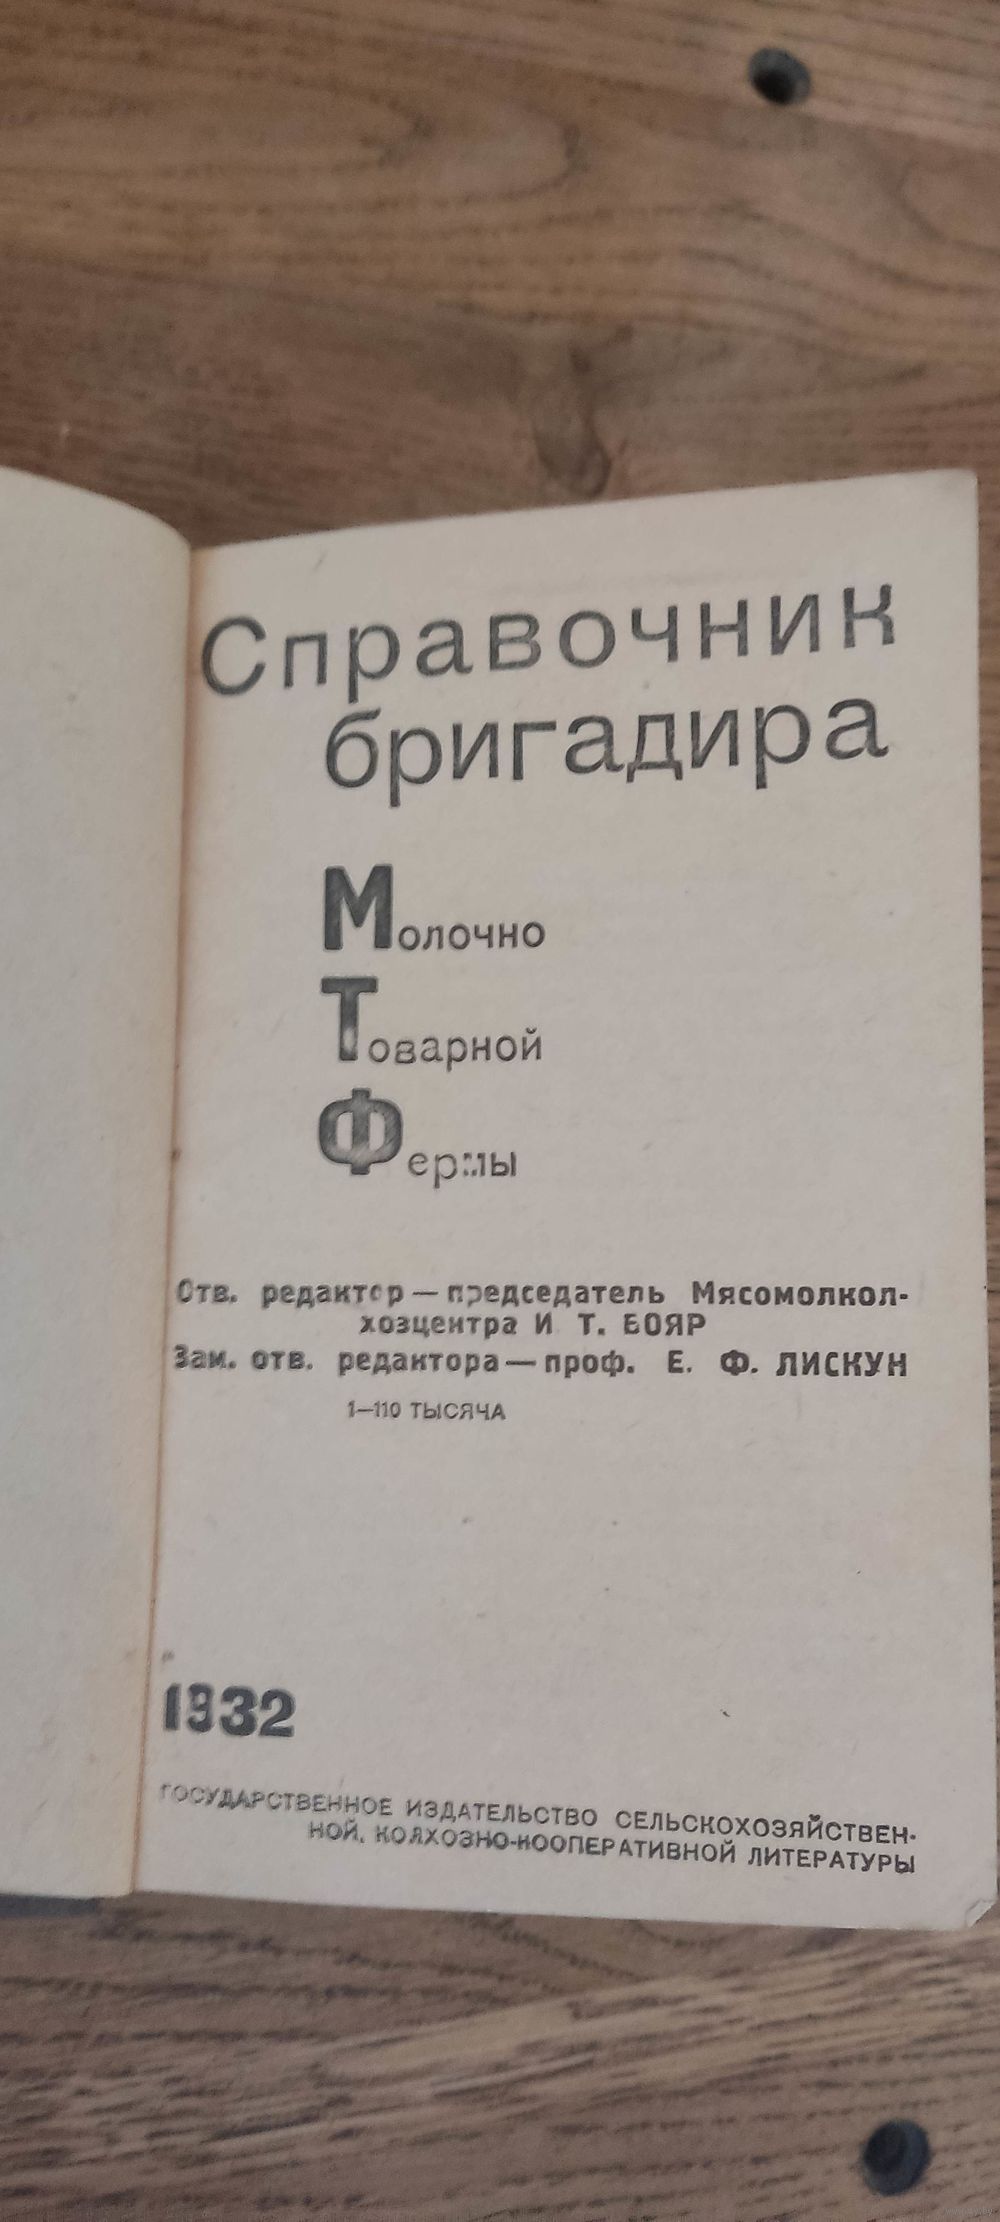 Справочник
бригадира
Молочно
Товарной
Фермы
Отв. редактор — председатель Мясомолкол-
хозцентра И Т. БОЯР
Зам. отв. редактора — проф. Е. Ф. ЛИСКУН
1—110 ТЫСЯЧА
1932
ГОСУДАРСТВЕННОЕ ИЗДАТЕЛЬСТВО СЕЛЬСКОХОЗЯЙСТВЕН-
НОЙ, КОЛХОЗНО-КООПЕРАТИВНОЙ ЛИТЕРАТУРЫ